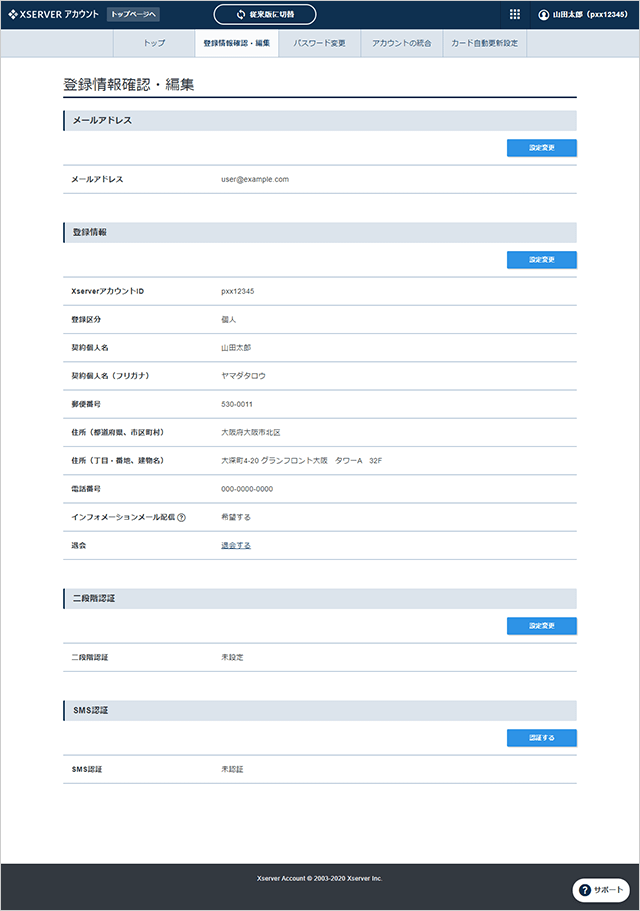 XSERVER アカウント トップページへ 従来版に切替 山田太郎（pxx12345）
トップ 登録情報確認・編集 パスワード変更 アカウントの統合 カード自動更新設定
登録情報確認・編集
メールアドレス
設定変更
メールアドレス user@example.com
登録情報
設定変更
XserverアカウントID pxx12345
登録区分 個人
契約個人名 山田太郎
契約個人名（フリガナ） ヤマダタロウ
郵便番号 530-0011
住所（都道府県、市区町村） 大阪府大阪市北区
住所（丁目・番地、建物名） 大深町4-20 グランフロント大阪　タワーA　32F
電話番号 000-0000-0000
インフォメーションメール配信 ? 希望する
退会 退会する
二段階認証
設定変更
二段階認証 未設定
SMS認証
認証する
SMS認証 未認証
Xserver Account © 2003-2020 Xserver Inc.
? サポート